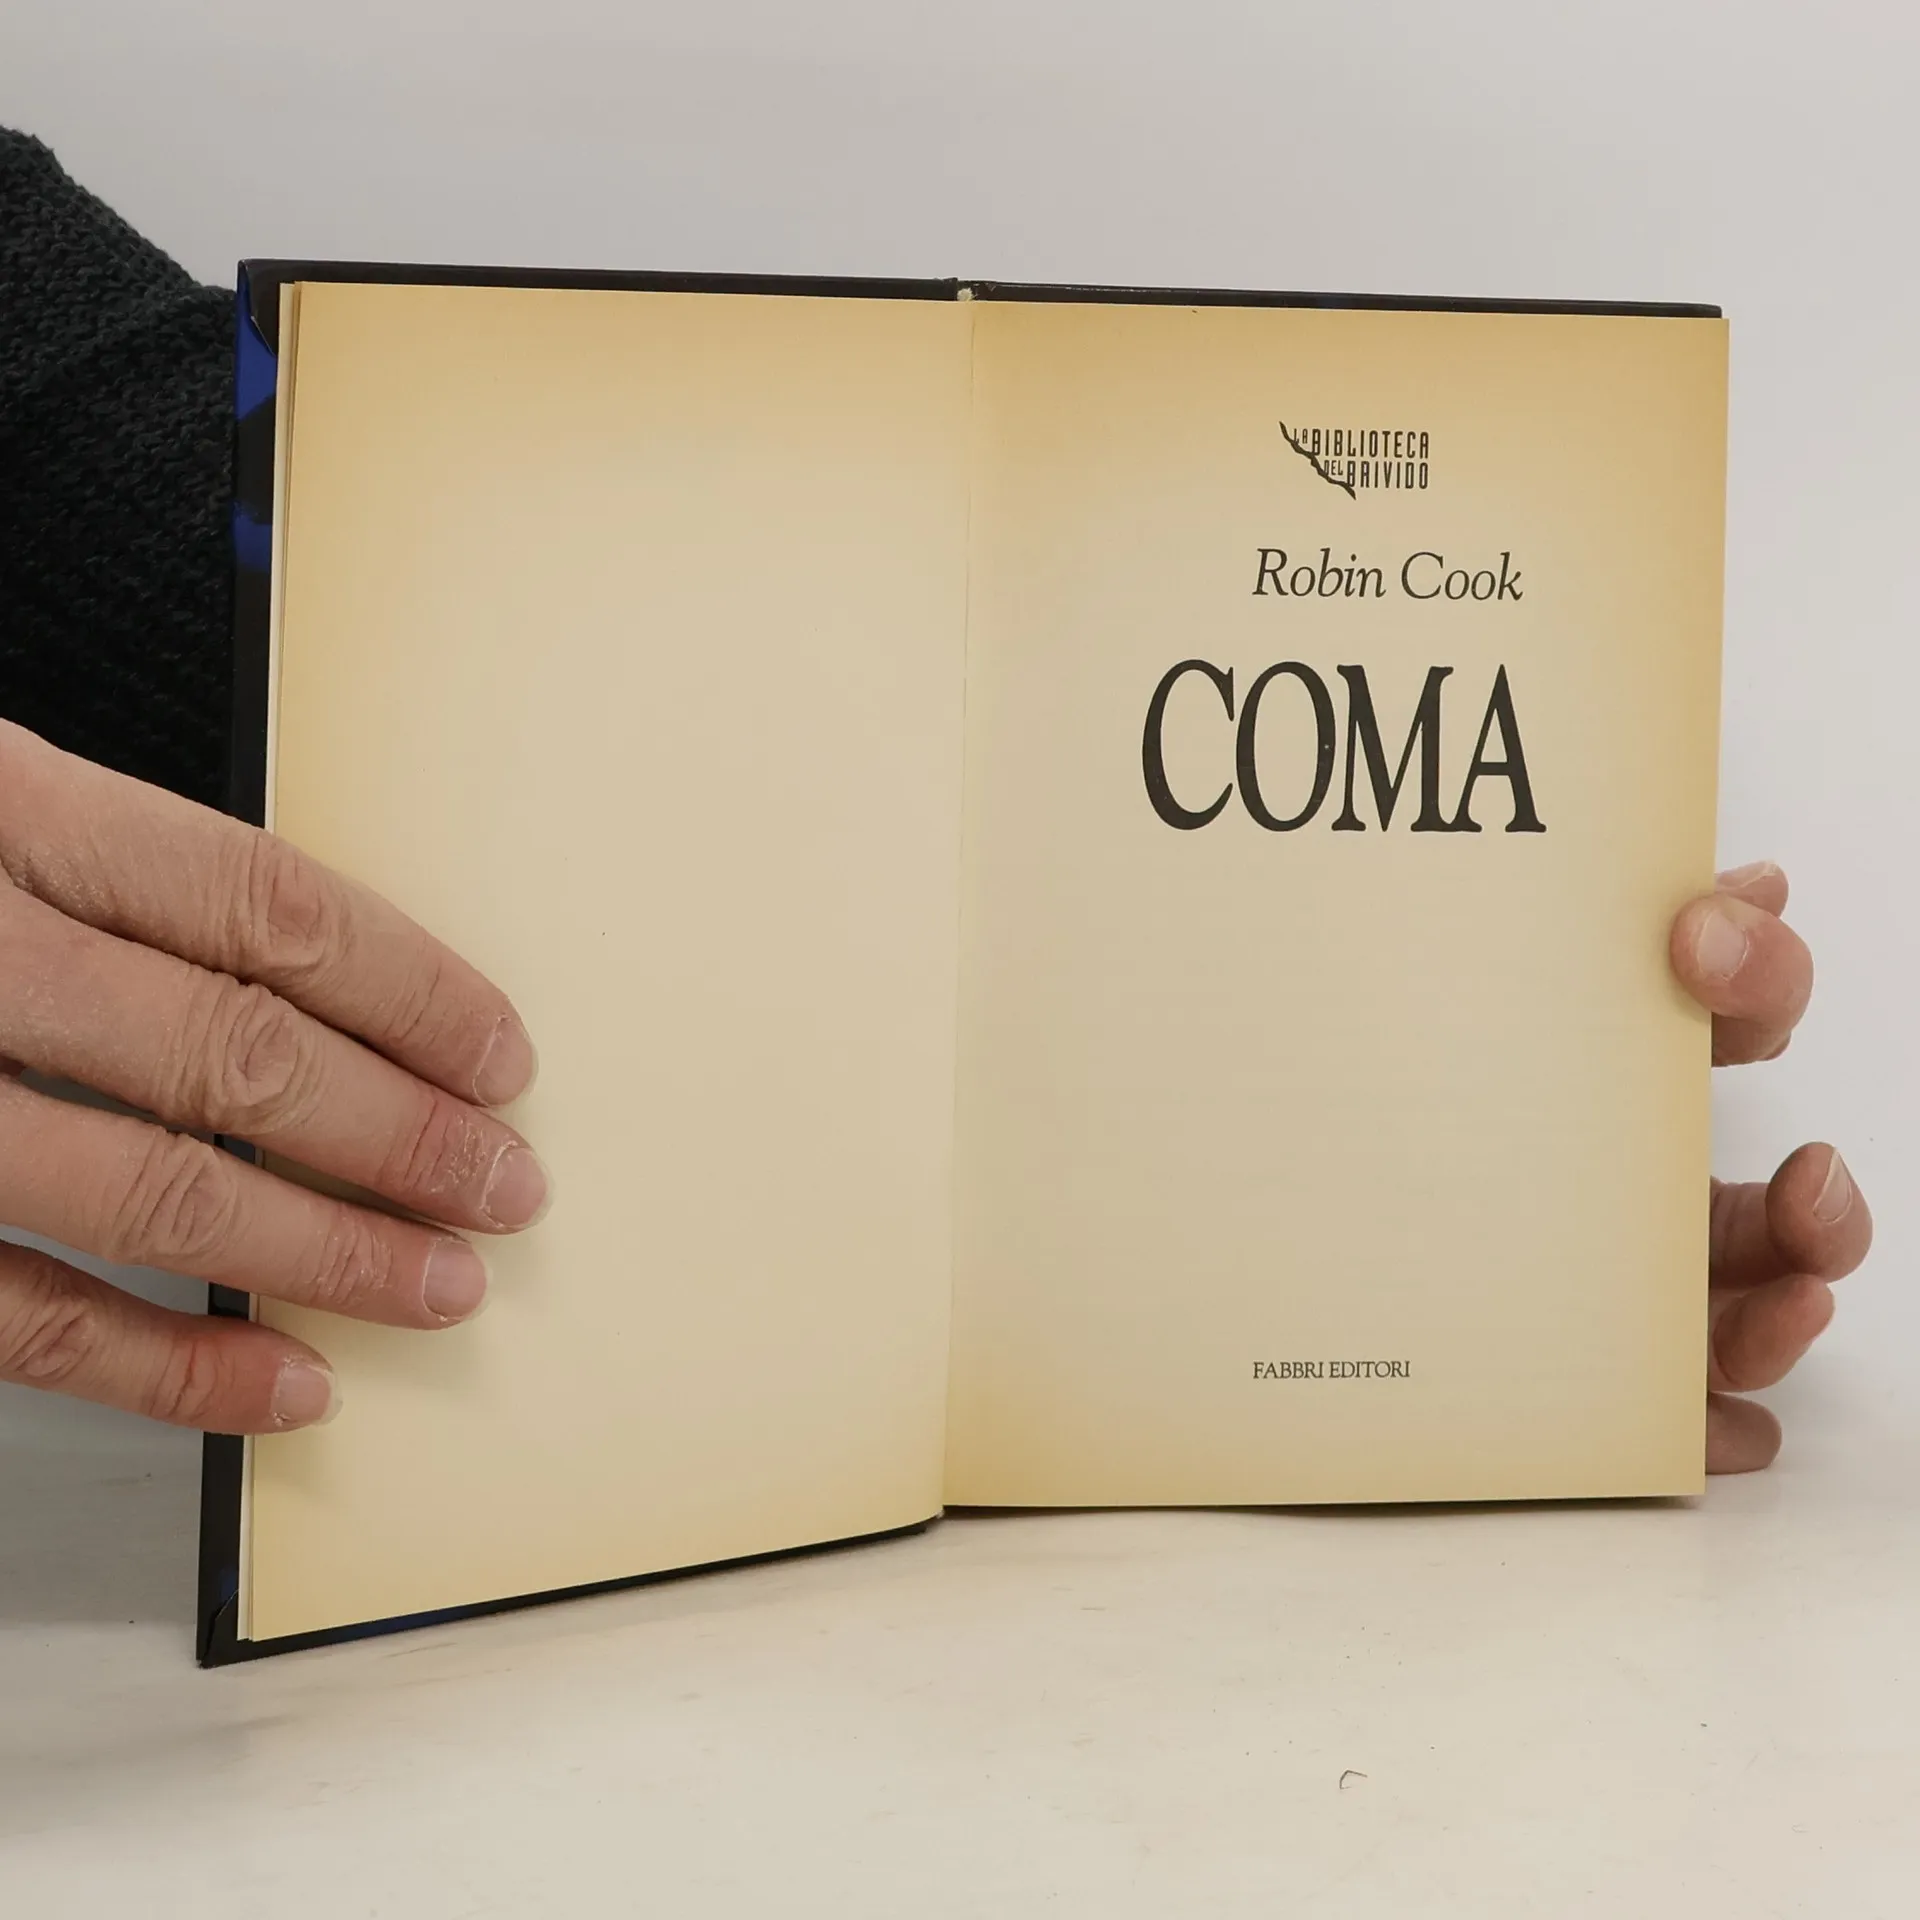 LA BIBLIOTECA
DEL BRIVIDO
Robin Cook
COMA
FABBRI EDITORI